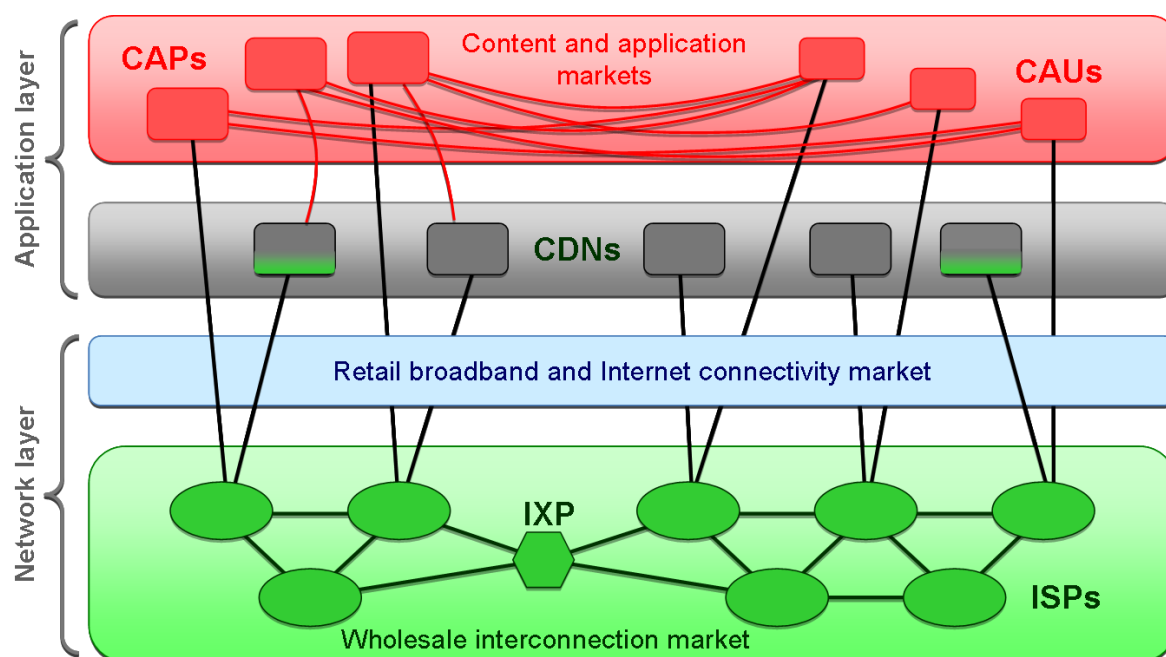 Application layer
CAPs
Content and application
markets
CAUs
CDNs
Network layer
Retail broadband and Internet connectivity market
IXP
ISPs
Wholesale interconnection market